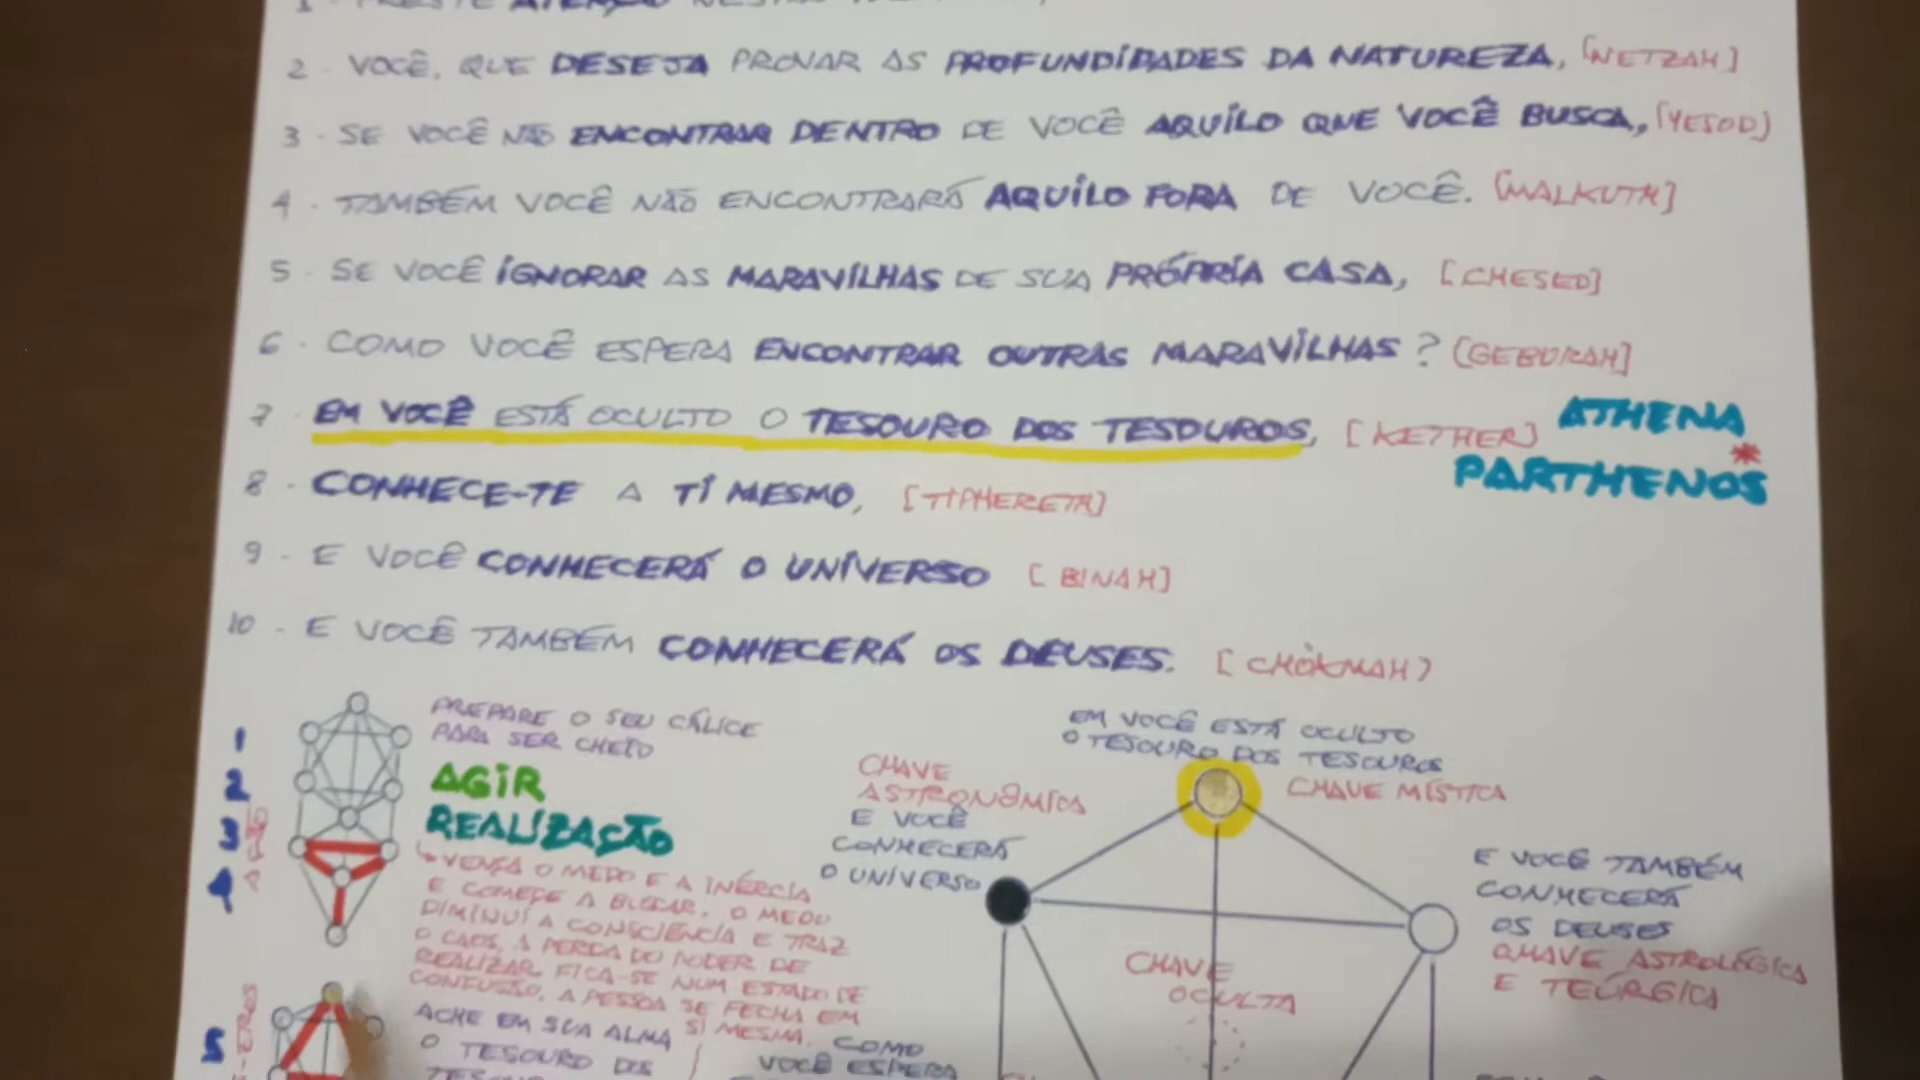 1 - PRESTE ATENÇÃO
2 - VOCÊ, QUE DESEJA PROVAR AS PROFUNDIDADES DA NATUREZA, [NETZAH]
3 - SE VOCÊ NÃO ENCONTRAR DENTRO DE VOCÊ AQUILO QUE VOCÊ BUSCA, [YESOD]
4 - TAMBÉM VOCÊ NÃO ENCONTRARÁ AQUILO FORA DE VOCÊ. [MALKUTH]
5 - SE VOCÊ IGNORAR AS MARAVILHAS DE SUA PRÓPRIA CASA, [CHESED]
6 - COMO VOCÊ ESPERA ENCONTRAR OUTRAS MARAVILHAS? [GEBURAH]
7 - EM VOCÊ ESTÁ OCULTO O TESOURO DOS TESOUROS, [KETHER]
ATHENA
* PARTHENOS
8 - CONHECE-TE A TI MESMO, [TIPHERETH]
9 - E VOCÊ CONHECERÁ O UNIVERSO [BINAH]
10 - E VOCÊ TAMBÉM CONHECERÁ OS DEUSES. [CHOKMAH]
1
2
3
4
AÇÃO
PREPARE O SEU CÁLICE
PARA SER CHEIO
AGIR
REALIZAÇÃO
VENÇA O MEDO E A INÉRCIA
E COMECE A BUSCAR. O MEDO
DIMINUI A CONSCIÊNCIA E TRAZ
O CAOS, A PERDA DO PODER DE
REALIZAR. FICA-SE NUM ESTADO DE
CONFUSÃO, A PESSOA SE FECHA EM
SI MESMA.
5
ACHE EM SUA ALMA
O TESOURO DOS
EM VOCÊ ESTÁ OCULTO
O TESOURO DOS TESOUROS
CHAVE MÍSTICA
CHAVE
ASTRONÔMICA
E VOCÊ
CONHECERÁ
O UNIVERSO
E VOCÊ TAMBÉM
CONHECERÁ
OS DEUSES
CHAVE ASTROLÓGICA
E TEÚRGICA
CHAVE
OCULTA
COMO
VOCÊ ESPERA